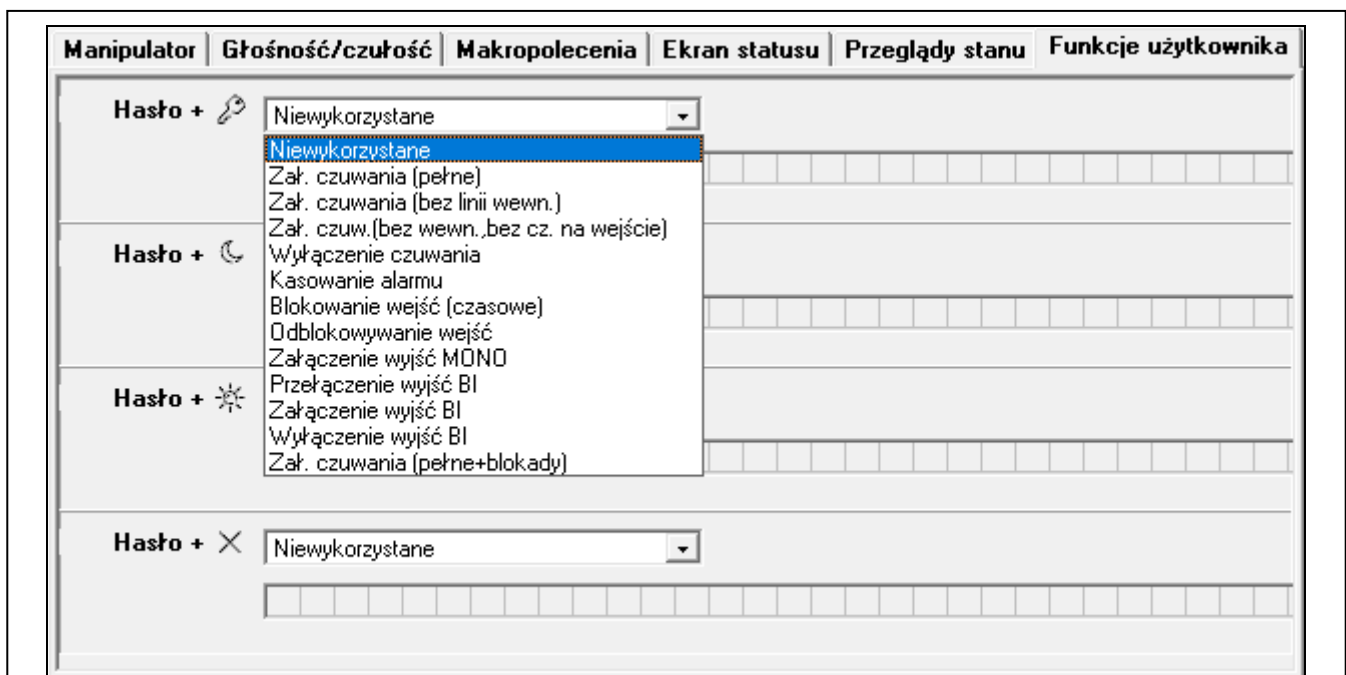 Manipulator Głośność/czułość Makropolecenia Ekran statusu Przeglądy stanu Funkcje użytkownika
Hasło + Niewykorzystane
Niewykorzystane
Zał. czuwania (pełne)
Zał. czuwania (bez linii wewn.)
Zał. czuw.(bez wewn.,bez cz. na wejście)
Hasło + Wyłączenie czuwania
Kasowanie alarmu
Blokowanie wejść (czasowe)
Odblokowywanie wejść
Załączenie wyjść MONO
Przełączenie wyjść BI
Hasło + Załączenie wyjść BI
Wyłączenie wyjść BI
Zał. czuwania (pełne+blokady)
Hasło + Niewykorzystane